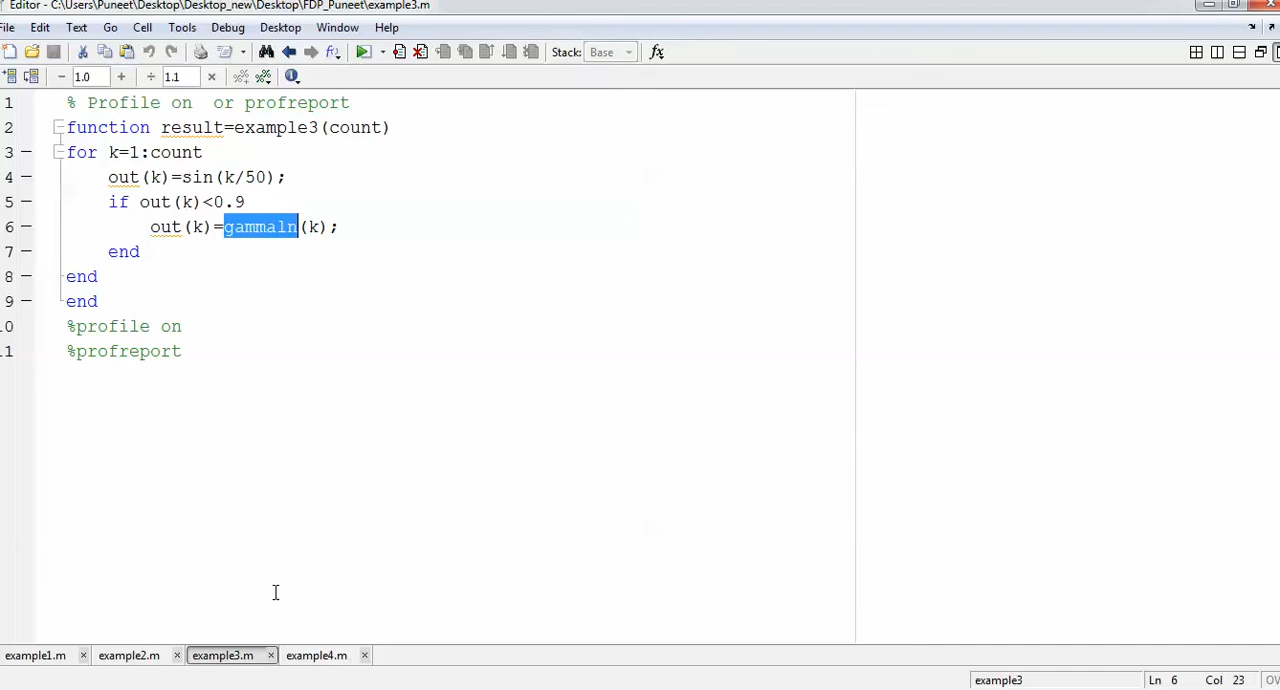 Editor - C:\Users\Puneet\Desktop\Desktop_new\Desktop\FDP_Puneet\example3.m
File Edit Text Go Cell Tools Debug Desktop Window Help
Stack: Base fx
− 1.0 + ÷ 1.1 ×
1 % Profile on or profreport
2 function result=example3(count)
3 for k=1:count
4 out(k)=sin(k/50);
5 if out(k)<0.9
6 out(k)=gammaln(k);
7 end
8 end
9 end
10 %profile on
11 %profreport
example1.m × example2.m × example3.m × example4.m ×
example3 Ln 6 Col 23 OV